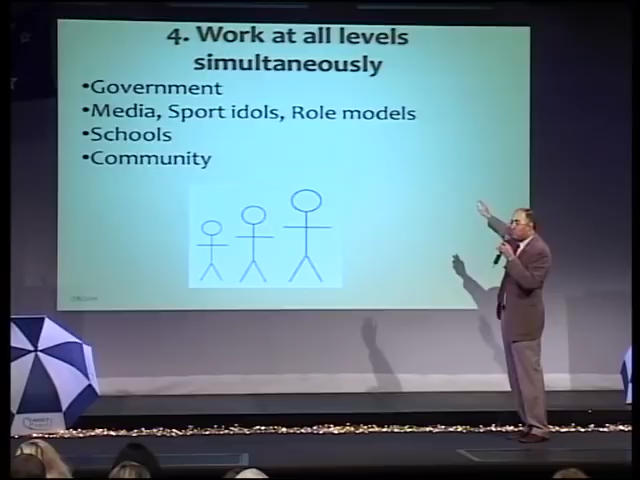 4. Work at all levels
simultaneously
•Government
•Media, Sport idols, Role models
•Schools
•Community